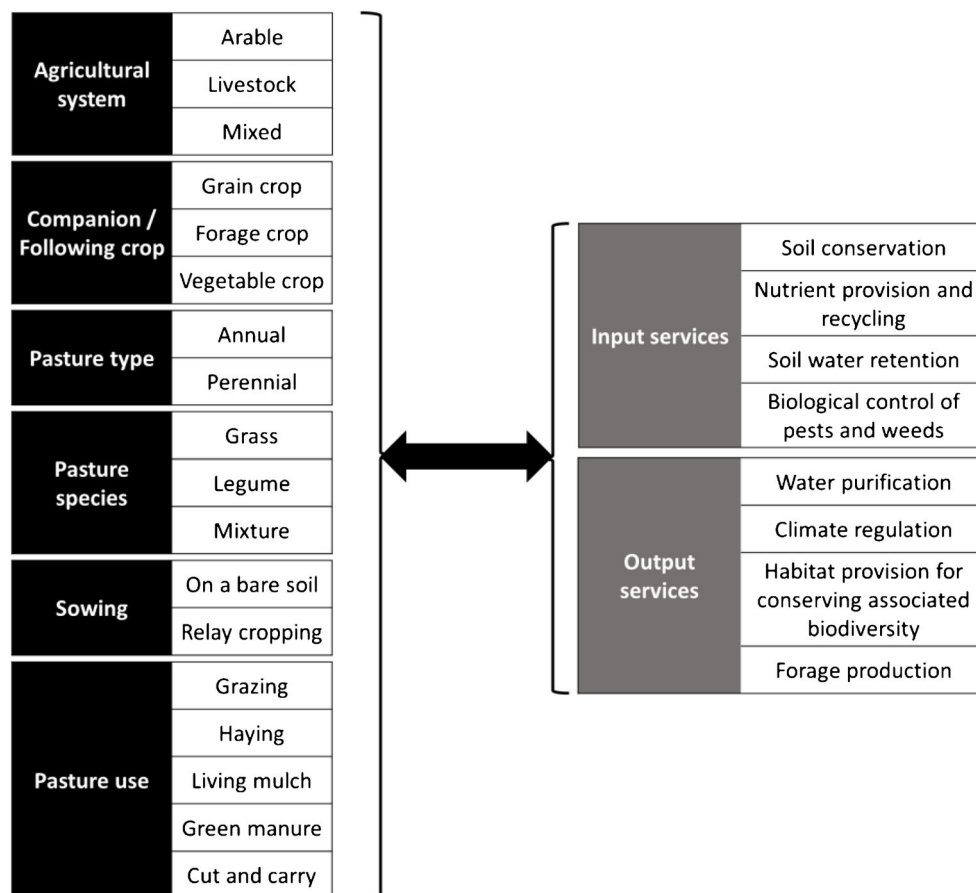 Agricultural
system
Arable
Livestock
Mixed
Companion /
Following crop
Grain crop
Forage crop
Vegetable crop
Pasture type
Annual
Perennial
Pasture
species
Grass
Legume
Mixture
Sowing
On a bare soil
Relay cropping
Pasture use
Grazing
Haying
Living mulch
Green manure
Cut and carry
Input services
Soil conservation
Nutrient provision and
recycling
Soil water retention
Biological control of
pests and weeds
Output
services
Water purification
Climate regulation
Habitat provision for
conserving associated
biodiversity
Forage production